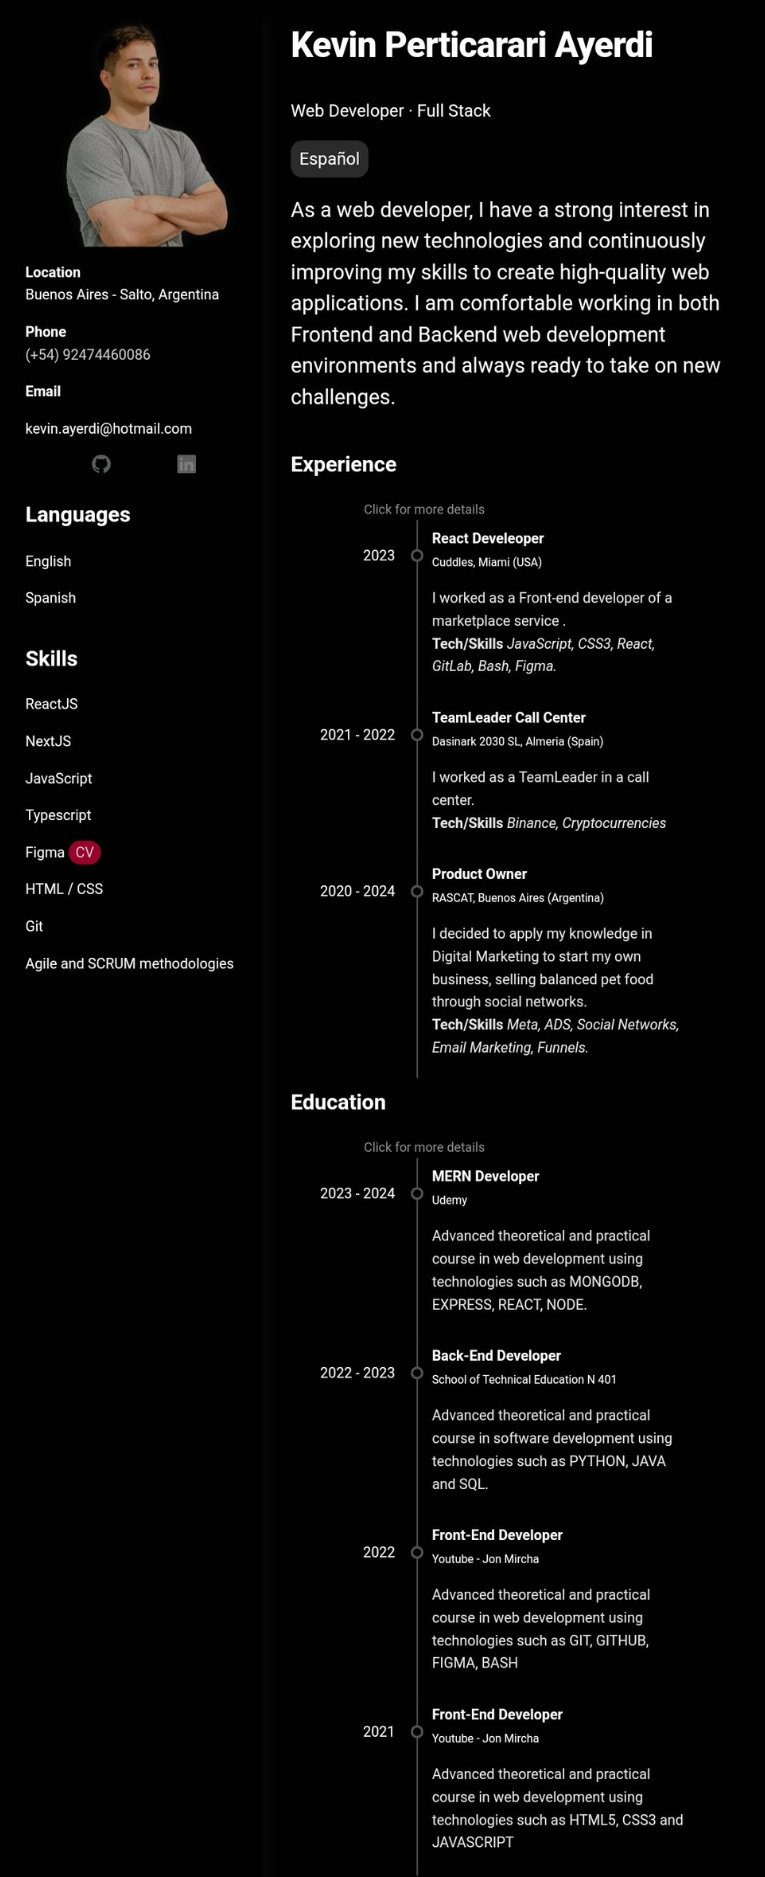 Kevin Perticarari Ayerdi
Web Developer · Full Stack
Español
As a web developer, I have a strong interest in
exploring new technologies and continuously
improving my skills to create high-quality web
applications. I am comfortable working in both
Frontend and Backend web development
environments and always ready to take on new
challenges.
Location
Buenos Aires - Salto, Argentina
Phone
(+54) 92474460086
Email
kevin.ayerdi@hotmail.com
in
Languages
English
Spanish
Skills
ReactJS
NextJS
JavaScript
Typescript
Figma CV
HTML / CSS
Git
Agile and SCRUM methodologies
Experience
Click for more details
2023
React Develeoper
Cuddles, Miami (USA)
I worked as a Front-end developer of a
marketplace service .
Tech/Skills JavaScript, CSS3, React,
GitLab, Bash, Figma.
2021 - 2022
TeamLeader Call Center
Dasinark 2030 SL, Almeria (Spain)
I worked as a TeamLeader in a call
center.
Tech/Skills Binance, Cryptocurrencies
2020 - 2024
Product Owner
RASCAT, Buenos Aires (Argentina)
I decided to apply my knowledge in
Digital Marketing to start my own
business, selling balanced pet food
through social networks.
Tech/Skills Meta, ADS, Social Networks,
Email Marketing, Funnels.
Education
Click for more details
2023 - 2024
MERN Developer
Udemy
Advanced theoretical and practical
course in web development using
technologies such as MONGODB,
EXPRESS, REACT, NODE.
2022 - 2023
Back-End Developer
School of Technical Education N 401
Advanced theoretical and practical
course in software development using
technologies such as PYTHON, JAVA
and SQL.
2022
Front-End Developer
Youtube - Jon Mircha
Advanced theoretical and practical
course in web development using
technologies such as GIT, GITHUB,
FIGMA, BASH
2021
Front-End Developer
Youtube - Jon Mircha
Advanced theoretical and practical
course in web development using
technologies such as HTML5, CSS3 and
JAVASCRIPT